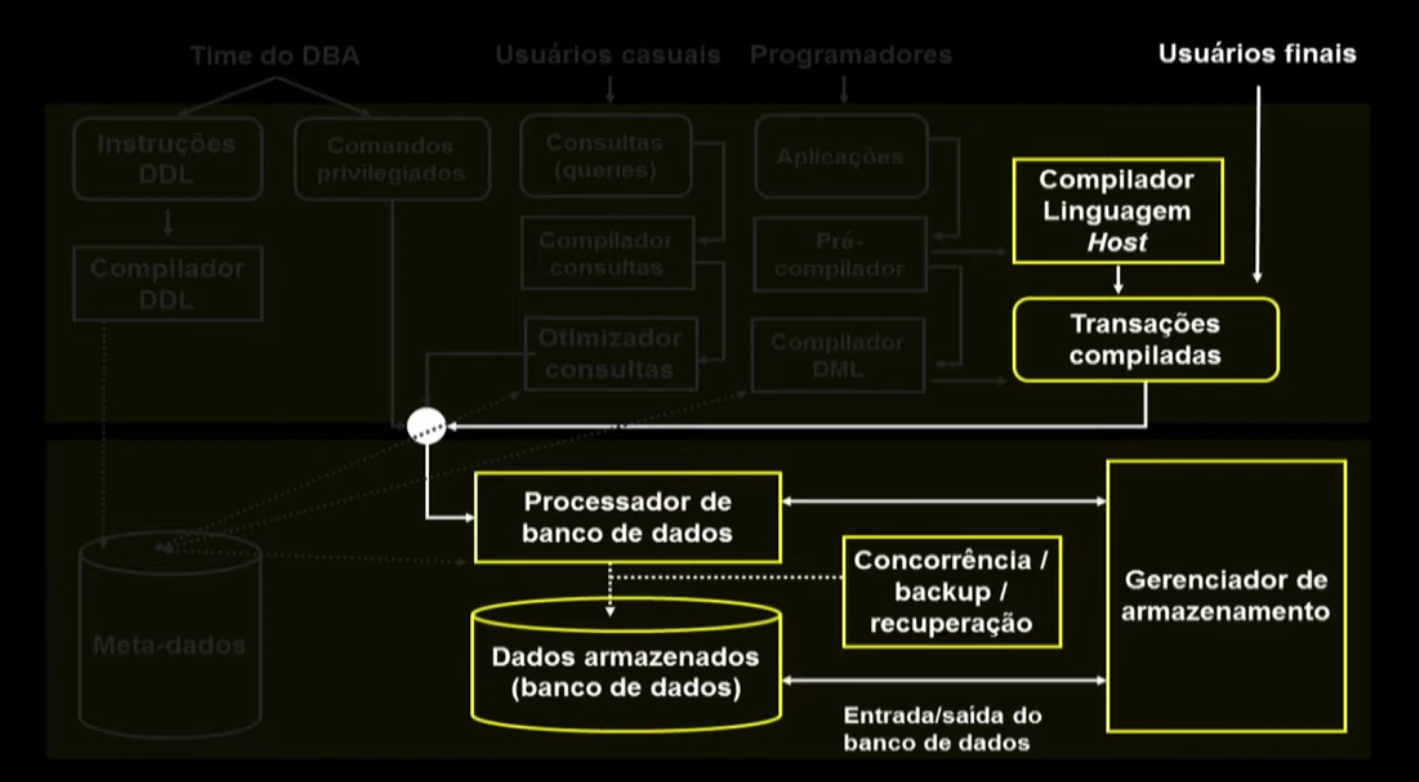 Time do DBA
Usuários casuais
Programadores
Usuários finais
Instruções
DDL
Comandos
privilegiados
Consultas
(queries)
Aplicações
Compilador
Linguagem
Host
Compilador
DDL
Compilador
consultas
Pré-
compilador
Otimizador
consultas
Compilador
DML
Transações
compiladas
Processador de
banco de dados
Concorrência /
backup /
recuperação
Gerenciador de
armazenamento
Meta-dados
Dados armazenados
(banco de dados)
Entrada/saída do
banco de dados